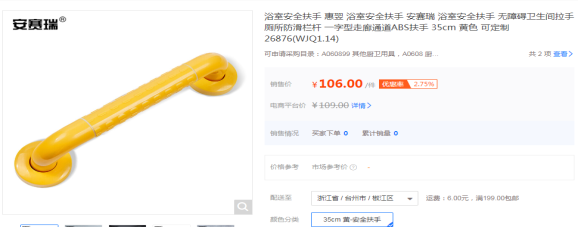 安赛瑞®
浴室安全扶手 惠翌 浴室安全扶手 安赛瑞 浴室安全扶手 无障碍卫生间拉手
厕所防滑栏杆 一字型走廊通道ABS扶手 35cm 黄色 可定制
26876(WJQ1.14)
可申请采购目录：A060899 其他厨卫用具，A0608 厨... 共 2 项 查看>
销售价 ¥106.00 /件 优惠率 2.75%
电商平台价 ¥109.00 详情>
销售情况 买家下单 0 累计销量 0
价格参考 市场参考价 -
配送至 浙江省 / 台州市 / 椒江区 运费：6.00元，满199.00包邮
颜色分类 35cm 黄-安全扶手